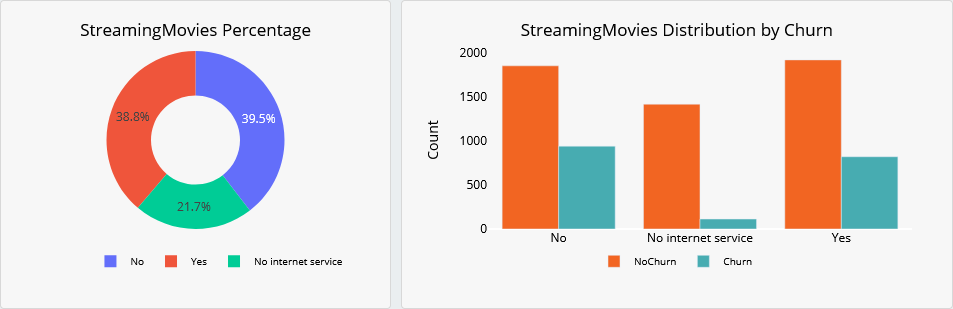 StreamingMovies Percentage
38.8%
39.5%
21.7%
No
Yes
No internet service
StreamingMovies Distribution by Churn
2000
1500
1000
500
0
Count
No
No internet service
Yes
NoChurn
Churn